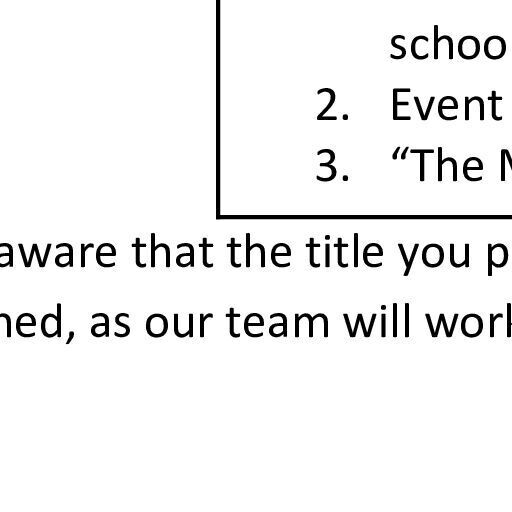 schoo
2. Event
3. “The M
aware that the title you p
ned, as our team will work